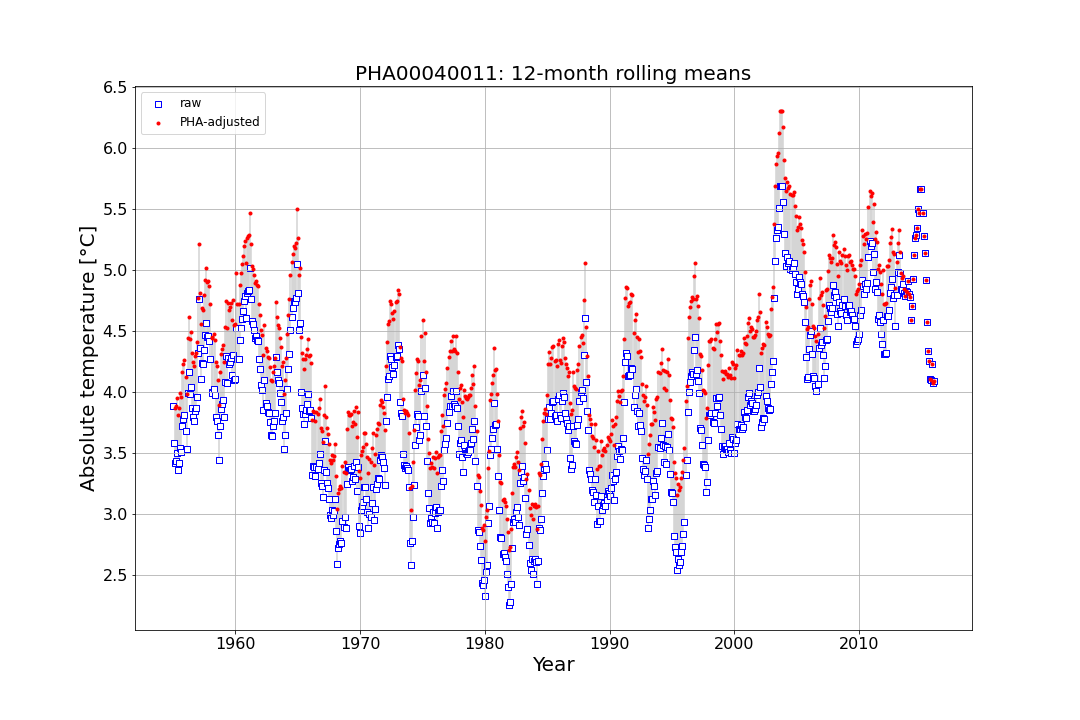 PHA00040011: 12-month rolling means
raw
PHA-adjusted
Absolute temperature [°C]
6.5
6.0
5.5
5.0
4.5
4.0
3.5
3.0
2.5
1960 1970 1980 1990 2000 2010
Year